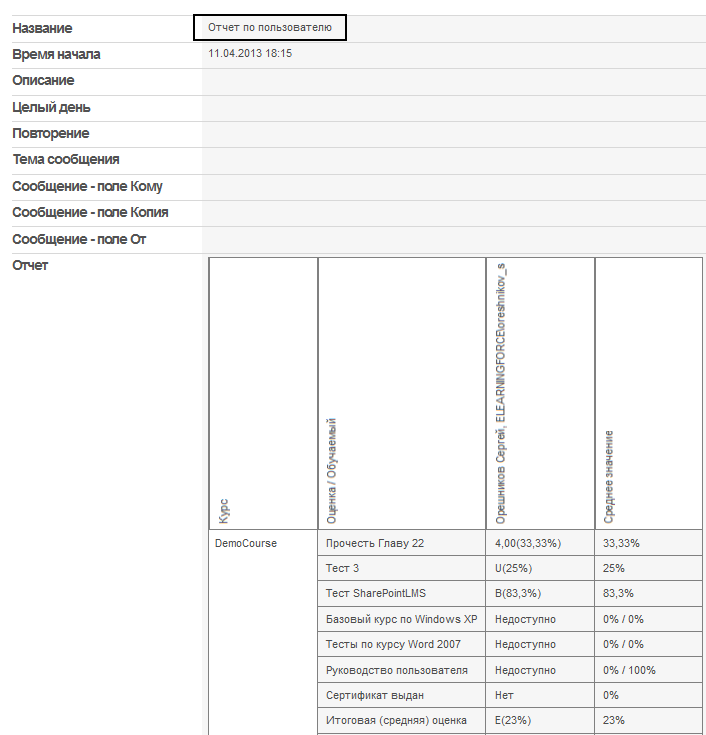 Название Отчет по пользователю
Время начала 11.04.2013 18:15
Описание
Целый день
Повторение
Тема сообщения
Сообщение - поле Кому
Сообщение - поле Копия
Сообщение - поле От
Отчет
Курс
Оценка / Обучаемый
Орешников Сергей, ELEARNINGFORCE\oreshnikov_s
Среднее значение
DemoCourse Прочесть Главу 22 4,00(33,33%) 33,33%
Тест 3 U(25%) 25%
Тест SharePointLMS B(83,3%) 83,3%
Базовый курс по Windows XP Недоступно 0% / 0%
Тесты по курсу Word 2007 Недоступно 0% / 0%
Руководство пользователя Недоступно 0% / 100%
Сертификат выдан Нет 0%
Итоговая (средняя) оценка E(23%) 23%